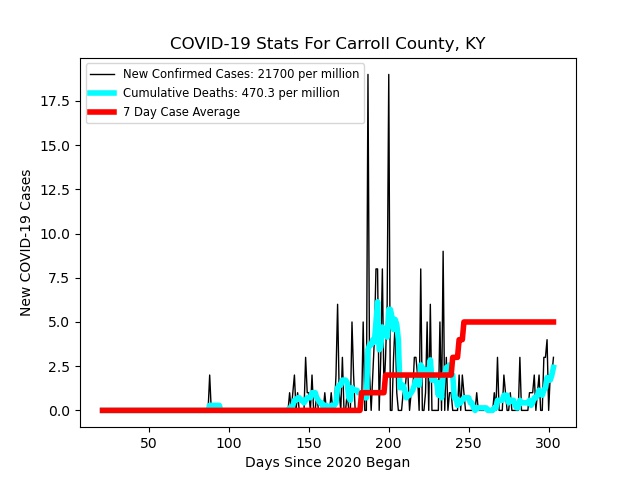 COVID-19 Stats For Carroll County, KY
New Confirmed Cases: 21700 per million
Cumulative Deaths: 470.3 per million
7 Day Case Average
17.5
15.0
12.5
10.0
7.5
5.0
2.5
0.0
New COVID-19 Cases
50 100 150 200 250 300
Days Since 2020 Began